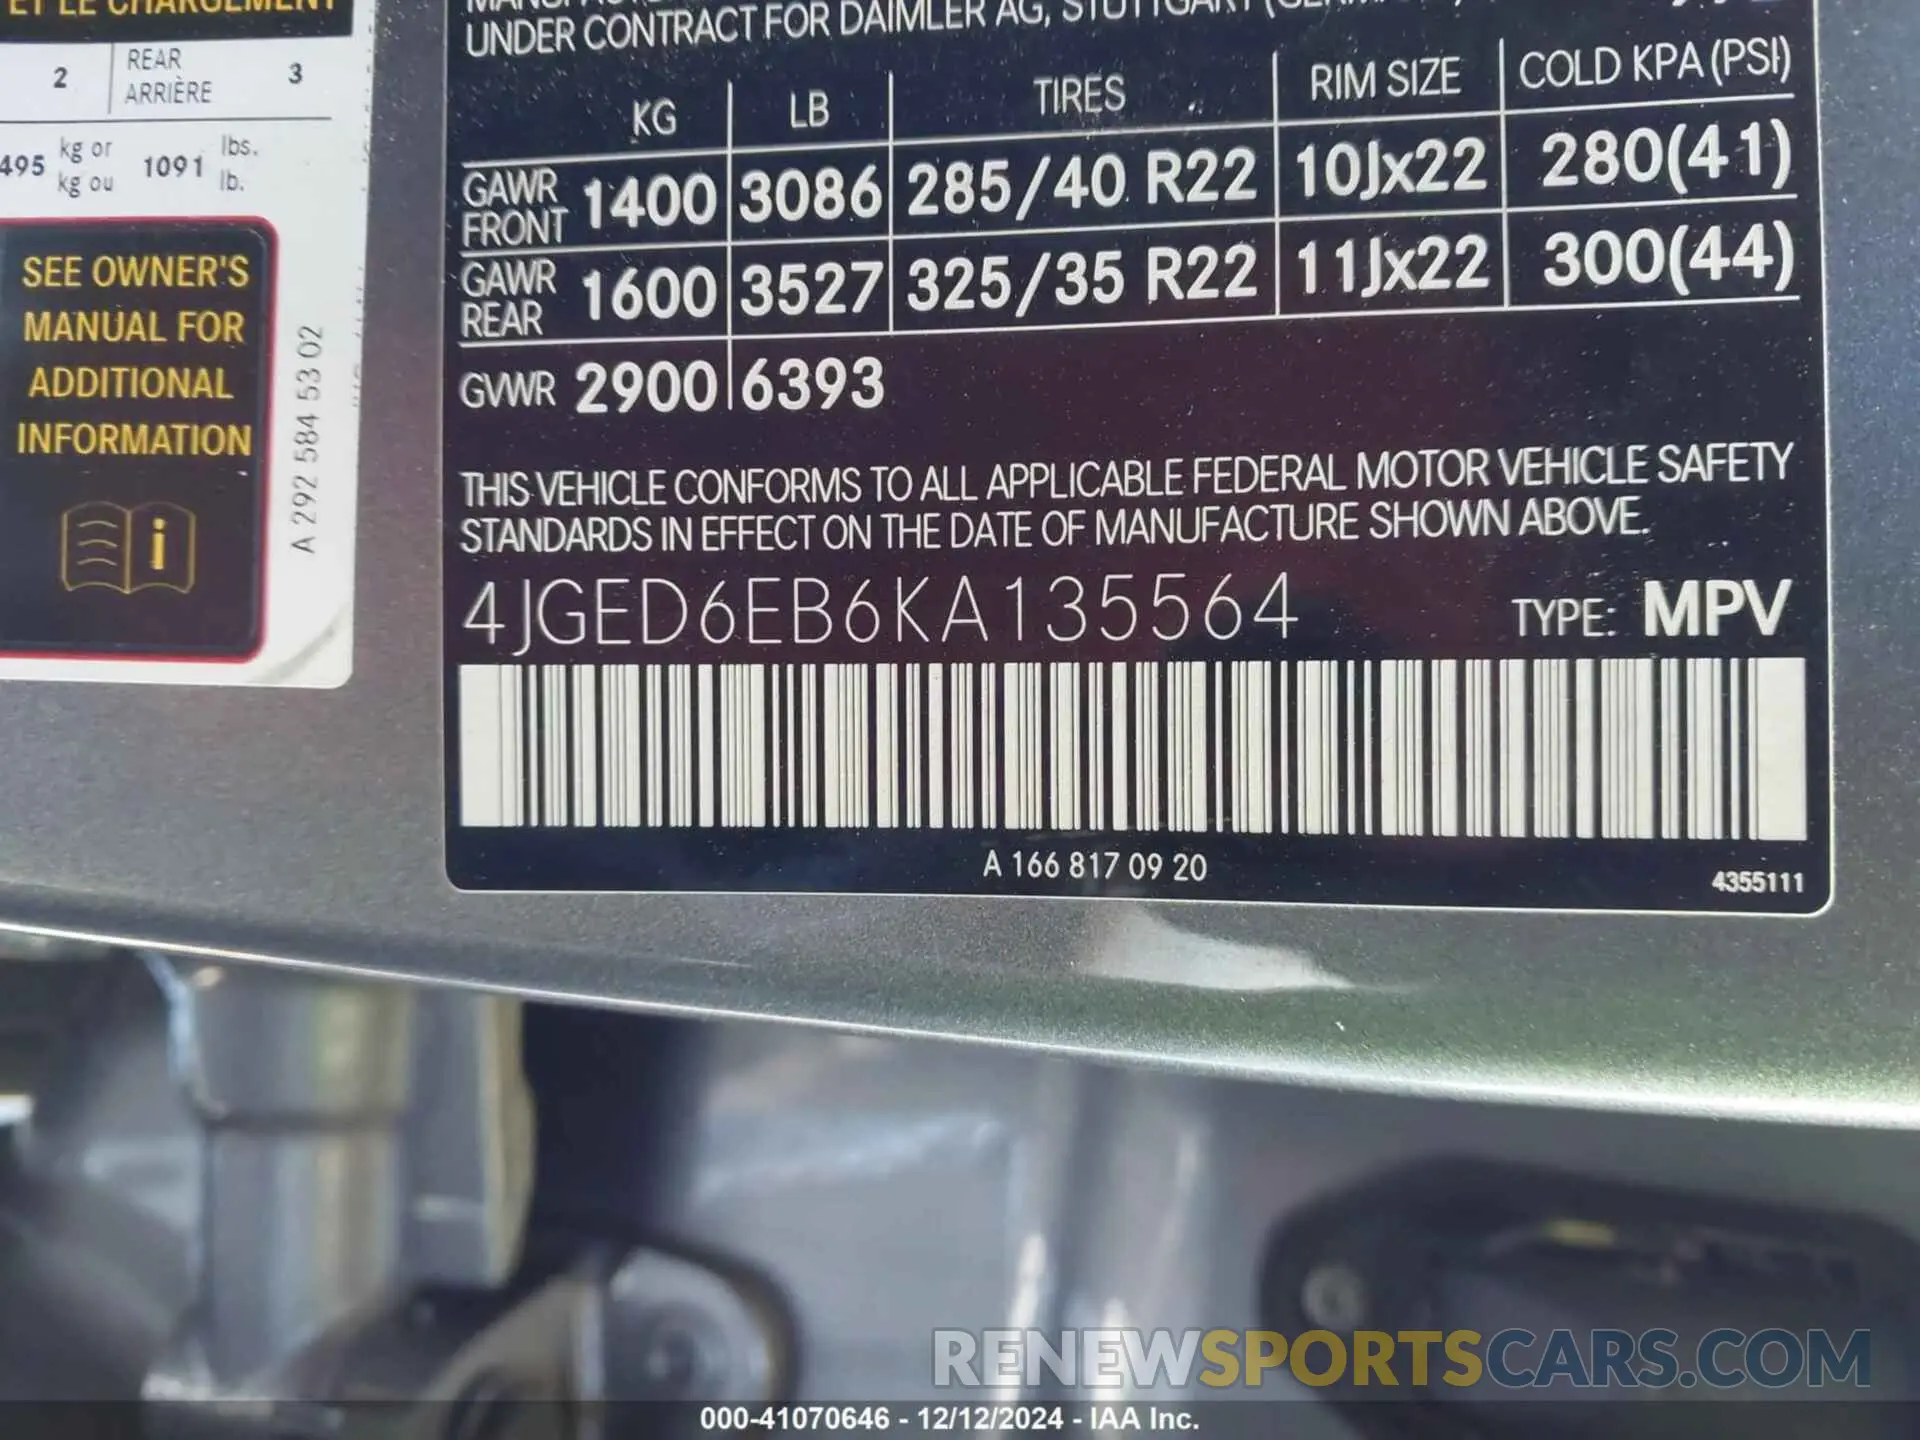 ET LE CHARGEMENT
2 REAR ARRIÈRE 3
495 kg or kg ou 1091 lbs. lb.
SEE OWNER'S
MANUAL FOR
ADDITIONAL
INFORMATION
i
A 292 584 53 02
UNDER CONTRACT FOR DAIMLER AG, STUTTGART
KG LB TIRES RIM SIZE COLD KPA (PSI)
GAWR FRONT 1400 3086 285/40 R22 10Jx22 280(41)
GAWR REAR 1600 3527 325/35 R22 11Jx22 300(44)
GVWR 2900 6393
THIS VEHICLE CONFORMS TO ALL APPLICABLE FEDERAL MOTOR VEHICLE SAFETY
STANDARDS IN EFFECT ON THE DATE OF MANUFACTURE SHOWN ABOVE.
4JGED6EB6KA135564 TYPE: MPV
A 166 817 09 20
4355111
RENEWSPORTSCARS.COM
000-41070646 - 12/12/2024 - IAA Inc.